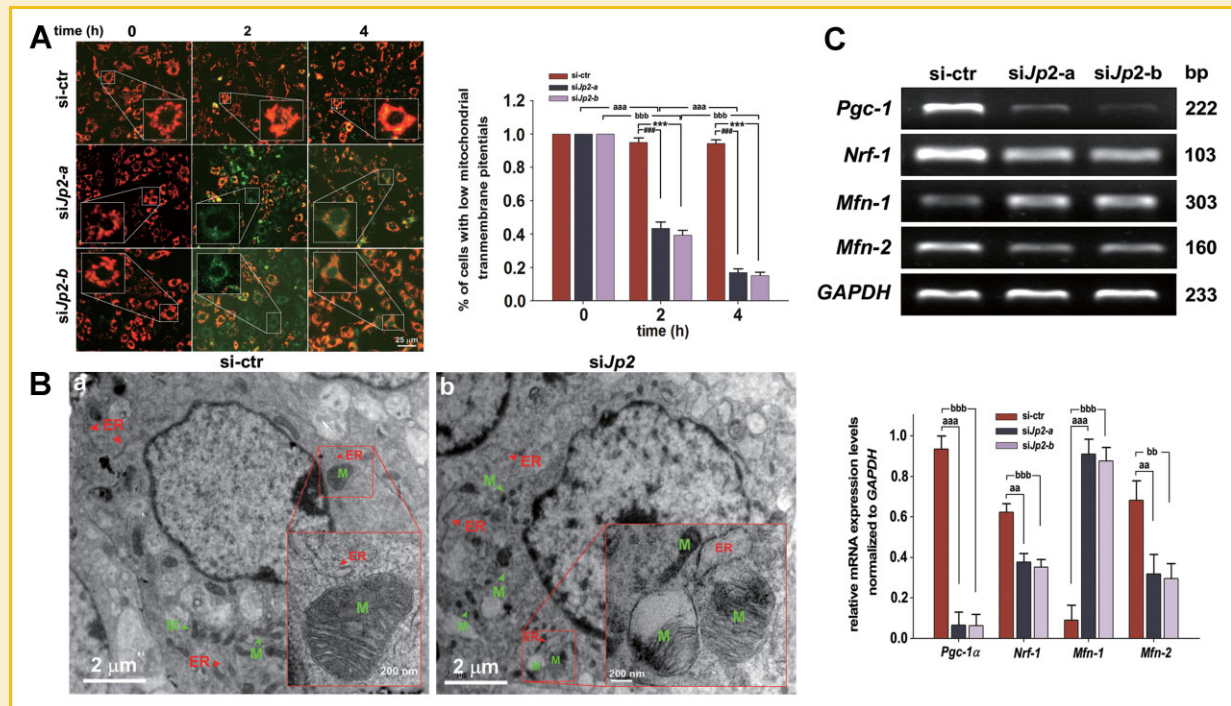 A
time (h)
0
2
4
si-ctr
siJp2-a
siJp2-b
25 μm
si-ctr
siJp2-a
siJp2-b
% of cells with low mitochondrial
tranmembrane pitentials
1.2
1.0
0.8
0.6
0.4
0.2
0.0
aaa
aaa
bbb
bbb
***
***
###
###
0
2
4
time (h)
C
si-ctr
siJp2-a
siJp2-b
bp
Pgc-1
222
Nrf-1
103
Mfn-1
303
Mfn-2
160
GAPDH
233
B
si-ctr
siJp2
a
ER
ER
M
ER
M
M
M
ER
2 μm
200 nm
b
ER
M
ER
M
M
ER
M
M
M
ER
M
M
2 μm
200 nm
relative mRNA expression levels
normalized to GAPDH
1.0
0.8
0.6
0.4
0.2
0.0
si-ctr
siJp2-a
siJp2-b
bbb
aaa
bbb
aa
bbb
aaa
bb
aa
Pgc-1α
Nrf-1
Mfn-1
Mfn-2